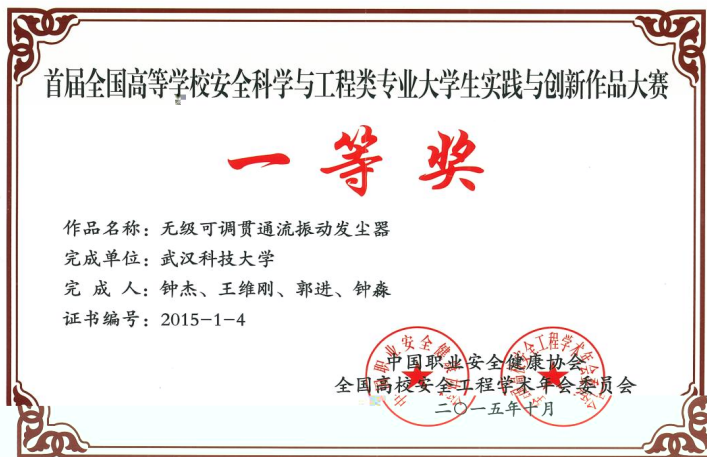 首届全国高等学校安全科学与工程类专业大学生实践与创新作品大赛
一等奖
作品名称：无级可调贯通流振动发尘器
完成单位：武汉科技大学
完 成 人：钟杰、王维刚、郭进、钟淼
证书编号：2015-1-4
中国职业安全健康协会
全国高校安全工程学术年会委员会
二〇一五年十月